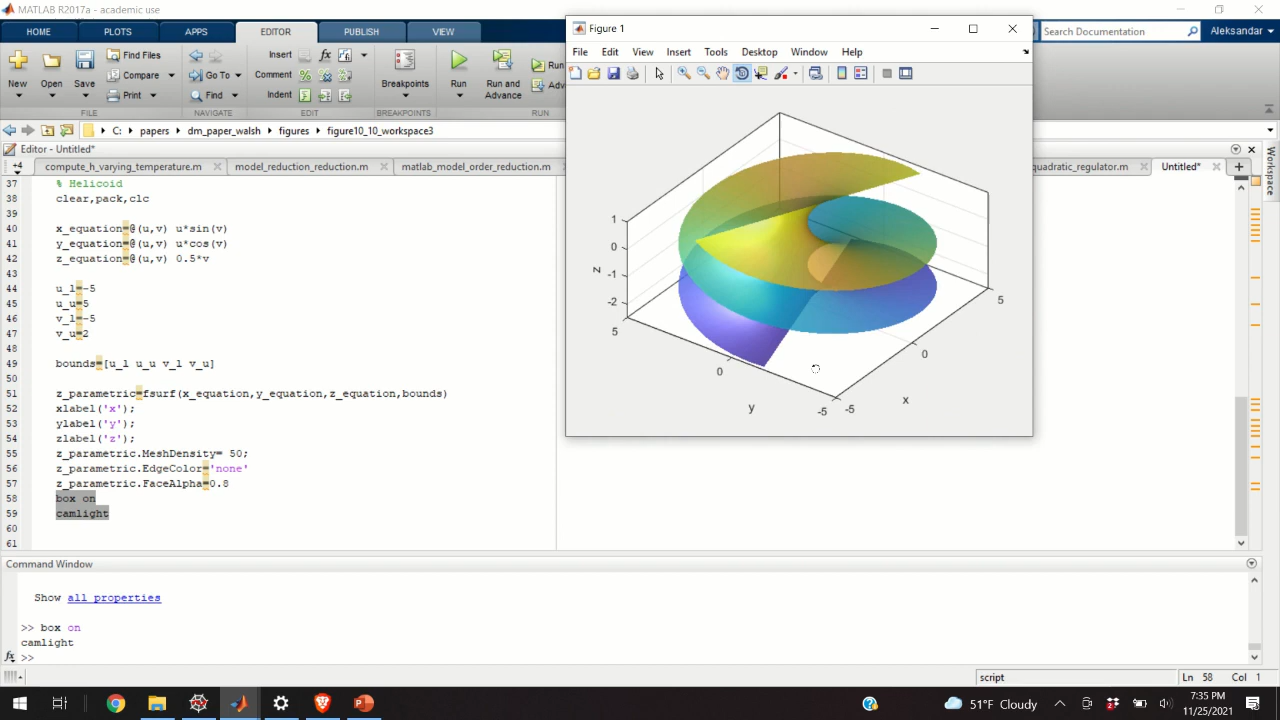 MATLAB R2017a - academic use
HOME PLOTS APPS EDITOR PUBLISH VIEW
Search Documentation Aleksandar
New Open Save
Find Files
Compare
Print
FILE
Go To
Find
NAVIGATE
Insert
Comment
Indent
EDIT
Breakpoints
BREAKPOINTS
Run
Run and Advance
Run
Adv
RUN
C: papers dm_paper_walsh figures figure10_10_workspace3
Editor - Untitled*
+4 compute_h_varying_temperature.m model_reduction_reduction.m matlab_model_order_reduction.m quadratic_regulator.m Untitled*
Workspace
37 % Helicoid
38 clear,pack,clc
39
40 x_equation=@(u,v) u*sin(v)
41 y_equation=@(u,v) u*cos(v)
42 z_equation=@(u,v) 0.5*v
43
44 u_l=-5
45 u_u=5
46 v_l=-5
47 v_u=2
48
49 bounds=[u_l u_u v_l v_u]
50
51 z_parametric=fsurf(x_equation,y_equation,z_equation,bounds)
52 xlabel('x');
53 ylabel('y');
54 zlabel('z');
55 z_parametric.MeshDensity= 50;
56 z_parametric.EdgeColor='none'
57 z_parametric.FaceAlpha=0.8
58 box on
59 camlight
60
61
Figure 1
File Edit View Insert Tools Desktop Window Help
1
0
-1
-2
z
5
0
-5
y
-5
0
5
x
Command Window
Show all properties
>> box on
camlight
fx >>
script Ln 58 Col 1
51°F Cloudy
7:35 PM
11/25/2021